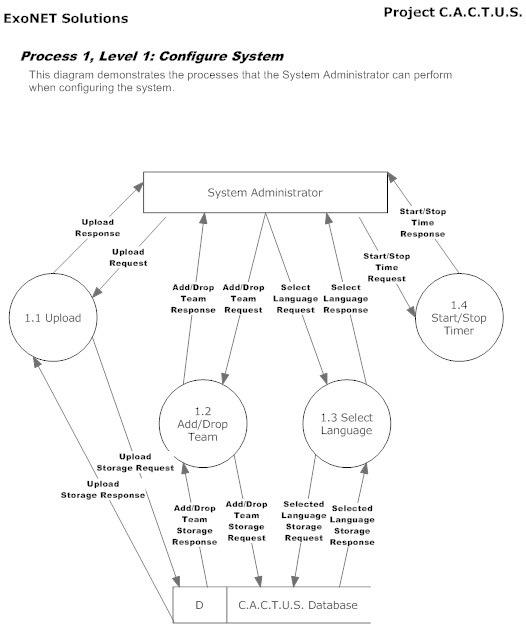 ExoNET Solutions
Project C.A.C.T.U.S.
Process 1, Level 1: Configure System
This diagram demonstrates the processes that the System Administrator can perform
when configuring the system.
System Administrator
Upload
Response
Upload
Request
Start/Stop
Time
Response
Start/Stop
Time
Request
Add/Drop
Team
Response
Add/Drop
Team
Request
Select
Language
Request
Select
Language
Response
1.1 Upload
1.4
Start/Stop
Timer
1.2
Add/Drop
Team
1.3 Select
Language
Upload
Storage Request
Upload
Storage Response
Add/Drop
Team
Storage
Response
Add/Drop
Team
Storage
Request
Selected
Language
Storage
Request
Selected
Language
Storage
Response
D
C.A.C.T.U.S. Database